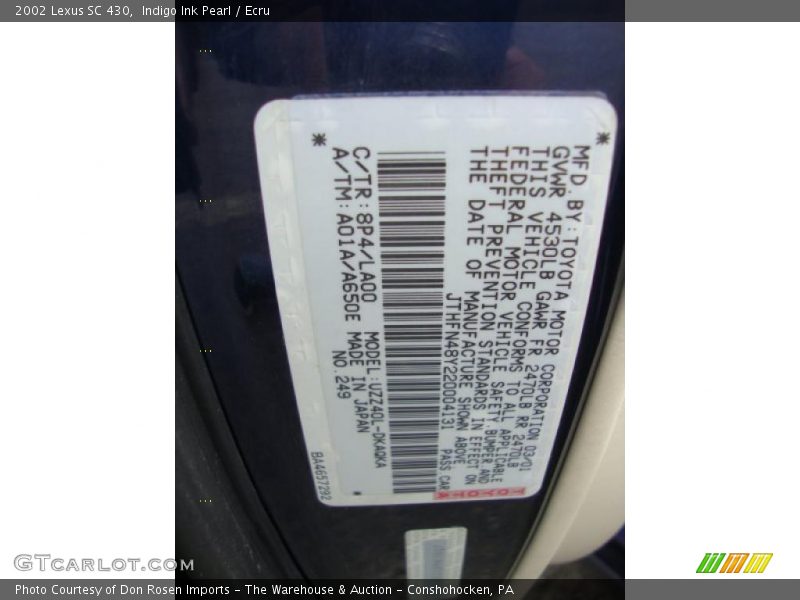 2002 Lexus SC 430,  Indigo Ink Pearl / Ecru
MFD. BY: TOYOTA MOTOR CORPORATION 03/01
GVWR 4530LB GAWR FR 2470LB RR 2470LB
THIS VEHICLE CONFORMS TO ALL APPLICABLE
FEDERAL MOTOR VEHICLE SAFETY, BUMPER AND
THEFT PREVENTION STANDARDS IN EFFECT ON
THE DATE OF MANUFACTURE SHOWN ABOVE
JTHFN48Y220004131 PASS CAR
C/TR: 8P4/LA00 MODEL: UZZ40L-DKAQKA
A/TM: A01A/A650E MADE IN JAPAN
NO. 249
BA4657292
TOYOTA
GTCARLOT.COM
Photo Courtesy of Don Rosen Imports - The Warehouse & Auction - Conshohocken, PA